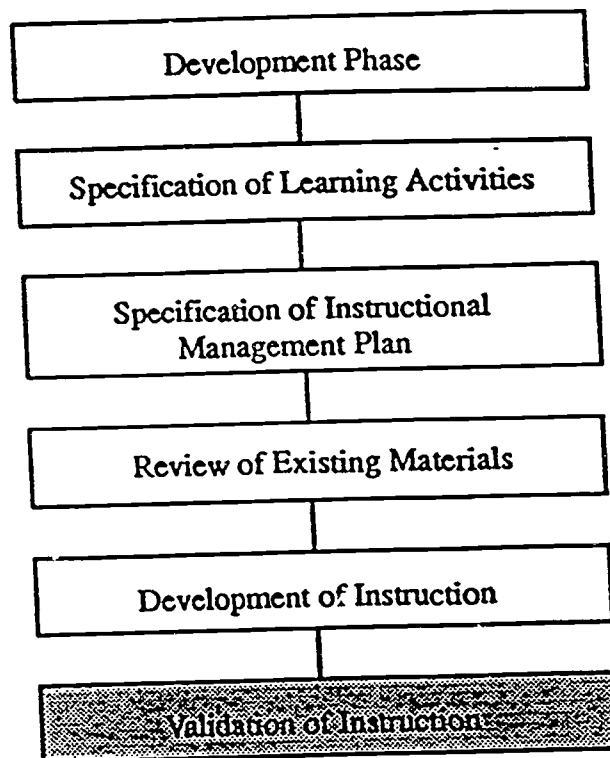 Development Phase
Specification of Learning Activities
Specification of Instructional
Management Plan
Review of Existing Materials
Development of Instruction
Validation of Instruction